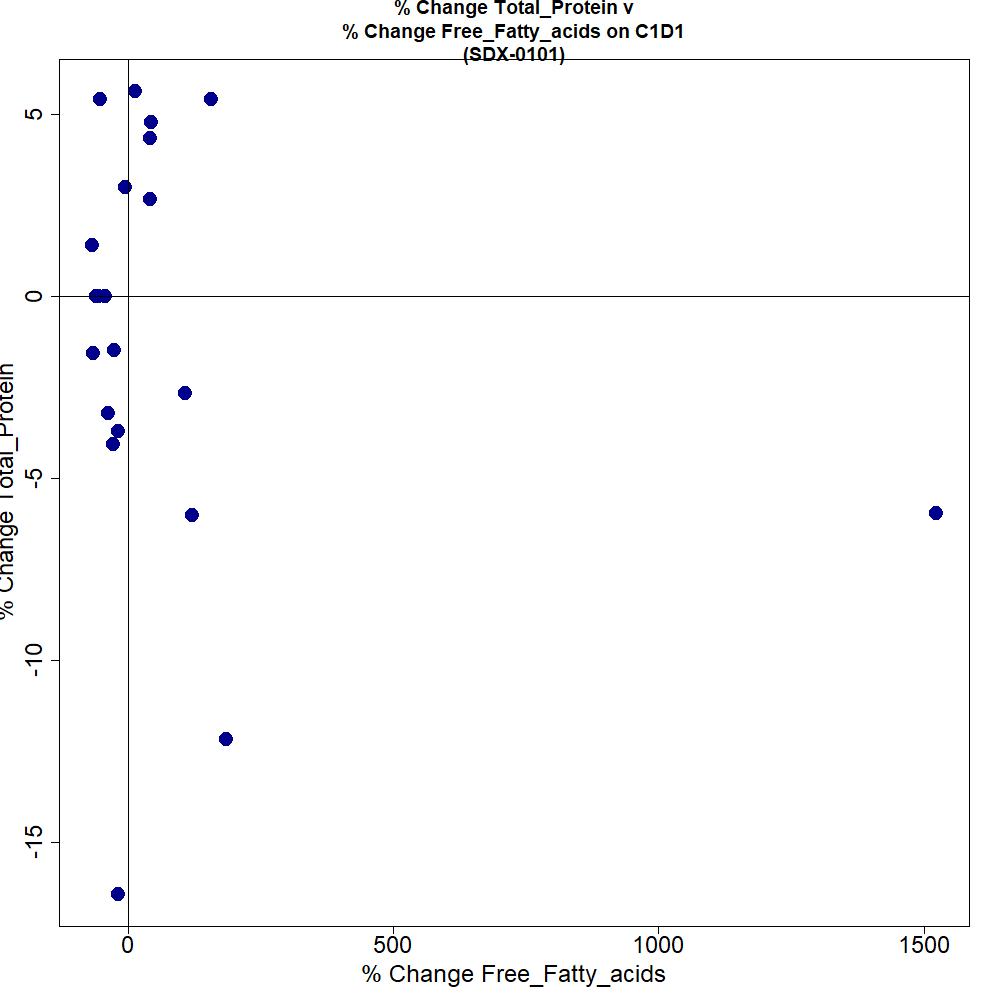 % Change Total_Protein v
% Change Free_Fatty_acids on C1D1
(SDX-0101)
% Change Total_Protein
5
0
-5
-10
-15
0
500
1000
1500
% Change Free_Fatty_acids